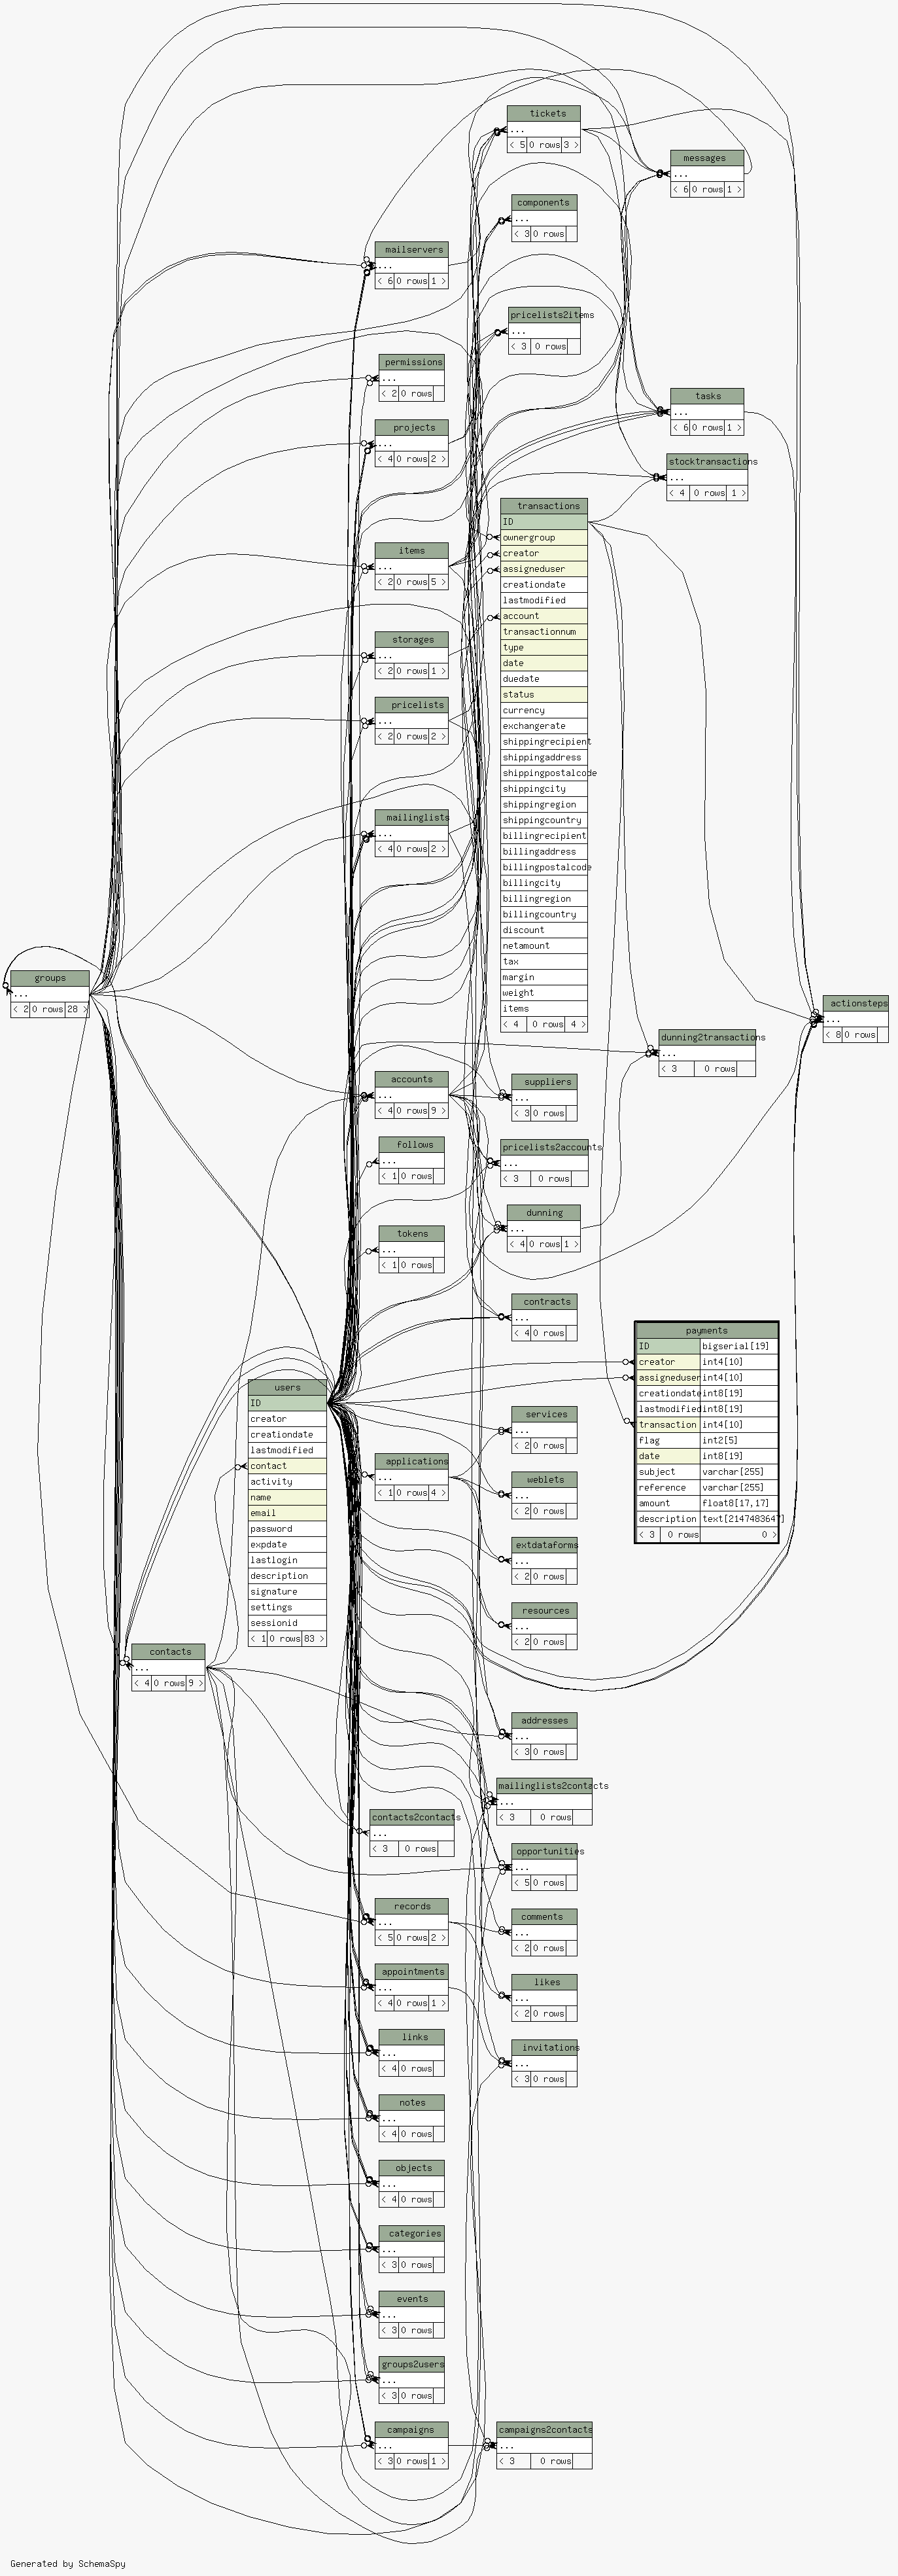 tickets
...
< 5 0 rows 3 >
messages
...
< 6 0 rows 1 >
components
...
< 3 0 rows
mailservers
...
< 6 0 rows 1 >
pricelists2items
...
< 3 0 rows
permissions
...
< 2 0 rows
tasks
...
< 6 0 rows 1 >
projects
...
< 4 0 rows 2 >
stocktransactions
...
< 4 0 rows 1 >
transactions
ID
ownergroup
creator
assigneduser
creationdate
lastmodified
account
transactionnum
type
date
duedate
status
currency
exchangerate
shippingrecipient
shippingaddress
shippingpostalcode
shippingcity
shippingregion
shippingcountry
billingrecipient
billingaddress
billingpostalcode
billingcity
billingregion
billingcountry
discount
netamount
tax
margin
weight
items
< 4 0 rows 4 >
items
...
< 2 0 rows 5 >
storages
...
< 2 0 rows 1 >
pricelists
...
< 2 0 rows 2 >
mailinglists
...
< 4 0 rows 2 >
groups
...
< 2 0 rows 28 >
actionsteps
...
< 8 0 rows
dunning2transactions
...
< 3 0 rows
accounts
...
< 4 0 rows 9 >
suppliers
...
< 3 0 rows
follows
...
< 1 0 rows
pricelists2accounts
...
< 3 0 rows
dunning
...
< 4 0 rows 1 >
tokens
...
< 1 0 rows
contracts
...
< 4 0 rows
payments
ID bigserial[19]
creator int4[10]
assigneduser int4[10]
creationdate int8[19]
lastmodified int8[19]
transaction int4[10]
flag int2[5]
date int8[19]
subject varchar[255]
reference varchar[255]
amount float8[17,17]
description text[2147483647]
< 3 0 rows 0 >
users
ID
creator
creationdate
lastmodified
contact
activity
name
email
password
expdate
lastlogin
description
signature
settings
sessionid
< 1 0 rows 83 >
services
...
< 2 0 rows
applications
...
< 1 0 rows 4 >
weblets
...
< 2 0 rows
extdataforms
...
< 2 0 rows
resources
...
< 2 0 rows
contacts
...
< 4 0 rows 9 >
addresses
...
< 3 0 rows
mailinglists2contacts
...
< 3 0 rows
contacts2contacts
...
< 3 0 rows
opportunities
...
< 5 0 rows
records
...
< 5 0 rows 2 >
comments
...
< 2 0 rows
appointments
...
< 4 0 rows 1 >
likes
...
< 2 0 rows
links
...
< 4 0 rows
invitations
...
< 3 0 rows
notes
...
< 4 0 rows
objects
...
< 4 0 rows
categories
...
< 3 0 rows
events
...
< 3 0 rows
groups2users
...
< 3 0 rows
campaigns
...
< 3 0 rows 1 >
campaigns2contacts
...
< 3 0 rows
Generated by SchemaSpy